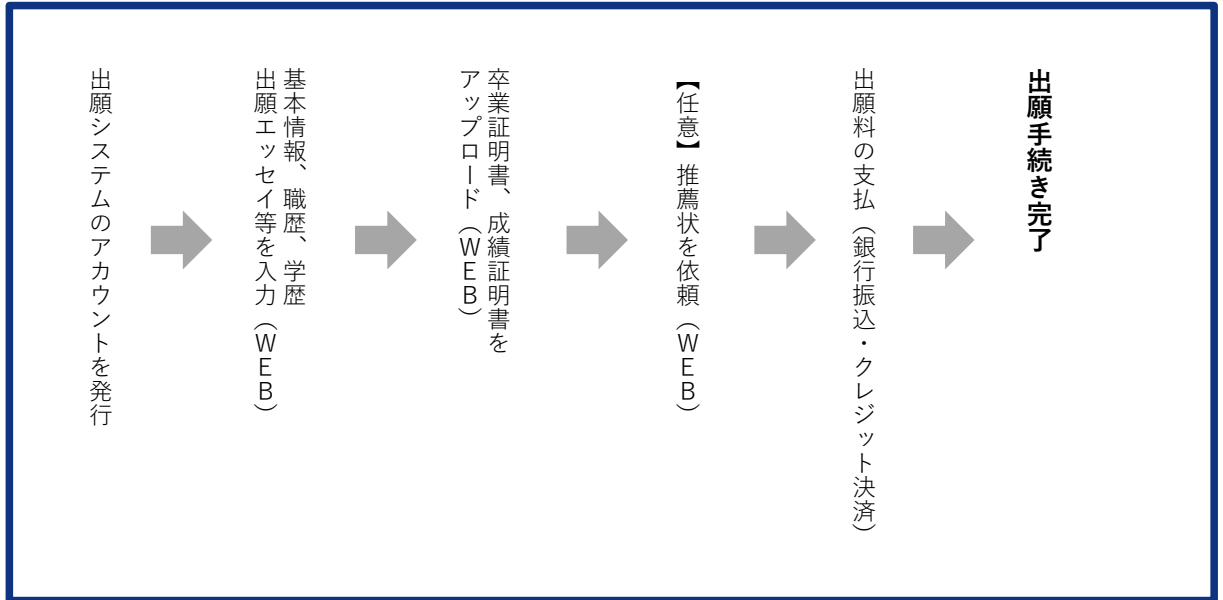 出願システムのアカウントを発行
基本情報、職歴、学歴
出願エッセイ等を入力（WEB）
卒業証明書、成績証明書を
アップロード（WEB）
【任意】推薦状を依頼（WEB）
出願料の支払（銀行振込・クレジット決済）
出願手続き完了